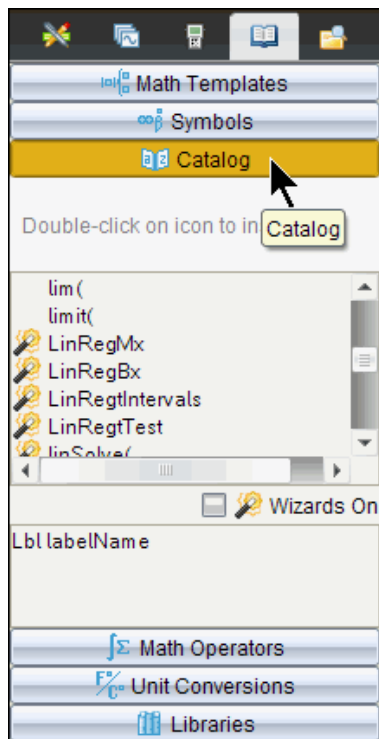 Math Templates
Symbols
Catalog
Double-click on icon to in
Catalog
lim(
limit(
LinRegMx
LinRegBx
LinRegtIntervals
LinRegtTest
linSolve(
Wizards On
Lbl labelName
Math Operators
Unit Conversions
Libraries